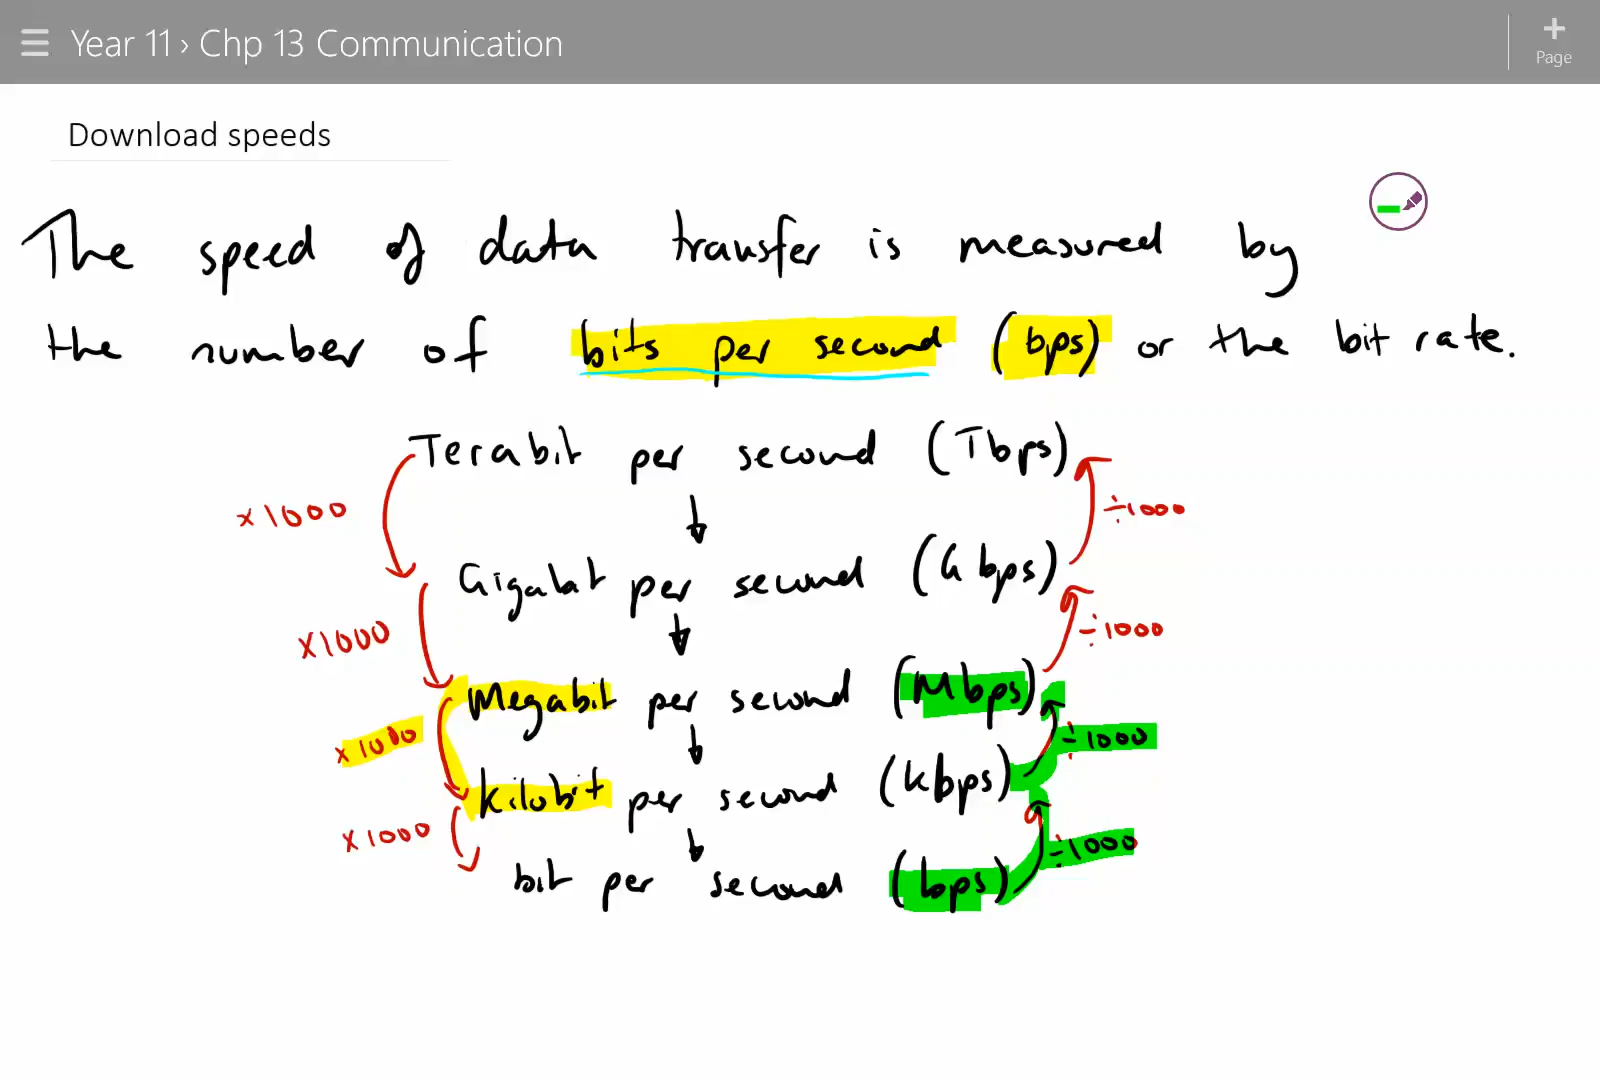 Year 11 › Chp 13 Communication
Page
Download speeds
The speed of data transfer is measured by
the number of bits per second (bps) or the bit rate.
Terabit per second (Tbps)
x1000
÷1000
Gigabit per second (Gbps)
x1000
÷1000
Megabit per second (Mbps)
x1000
÷1000
kilobit per second (kbps)
x1000
÷1000
bit per second (bps)